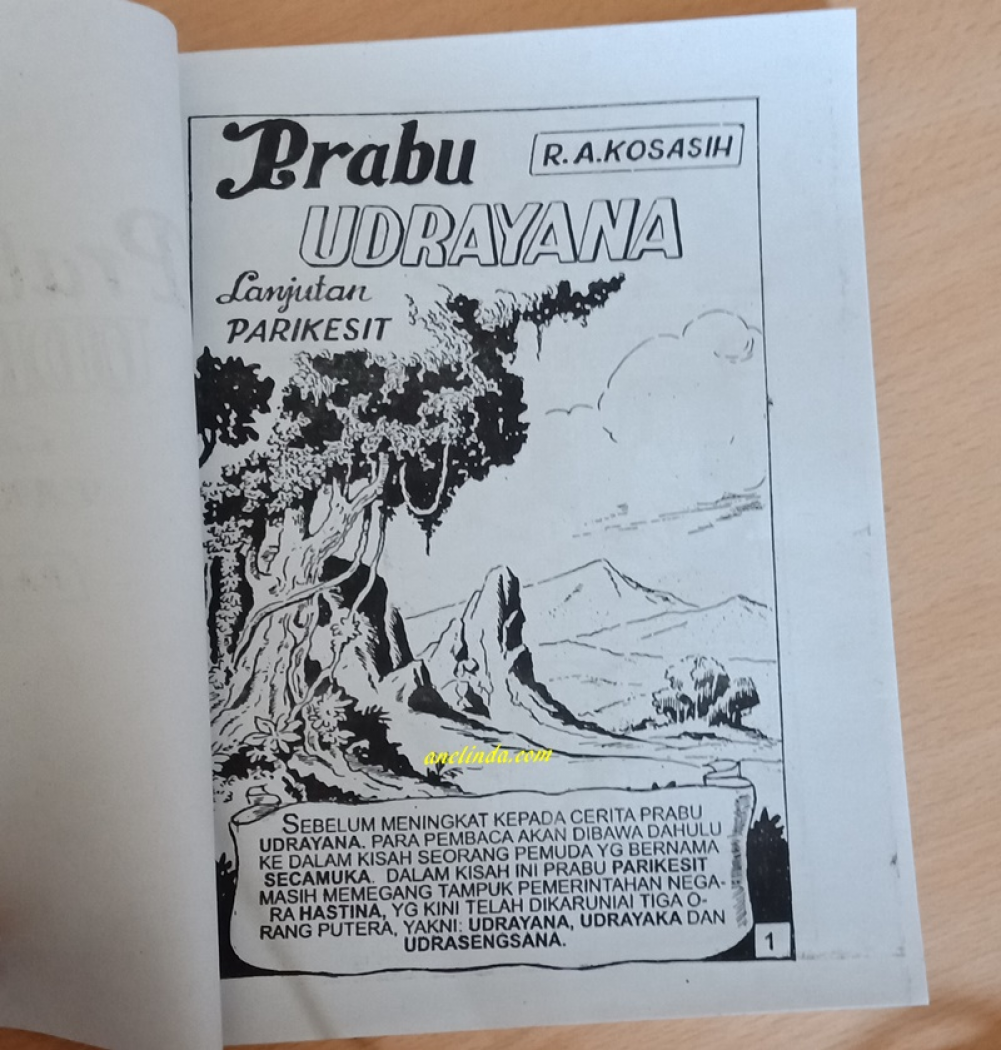 Prabu
R.A.KOSASIH
UDRAYANA
Lanjutan
PARIKESIT
anelinda.com
SEBELUM MENINGKAT KEPADA CERITA PRABU
UDRAYANA. PARA PEMBACA AKAN DIBAWA DAHULU
KE DALAM KISAH SEORANG PEMUDA YG BERNAMA
SECAMUKA. DALAM KISAH INI PRABU PARIKESIT
MASIH MEMEGANG TAMPUK PEMERINTAHAN NEGA-
RA HASTINA, YG KINI TELAH DIKARUNIAI TIGA O-
RANG PUTERA, YAKNI: UDRAYANA, UDRAYAKA DAN
UDRASENGSANA.
1